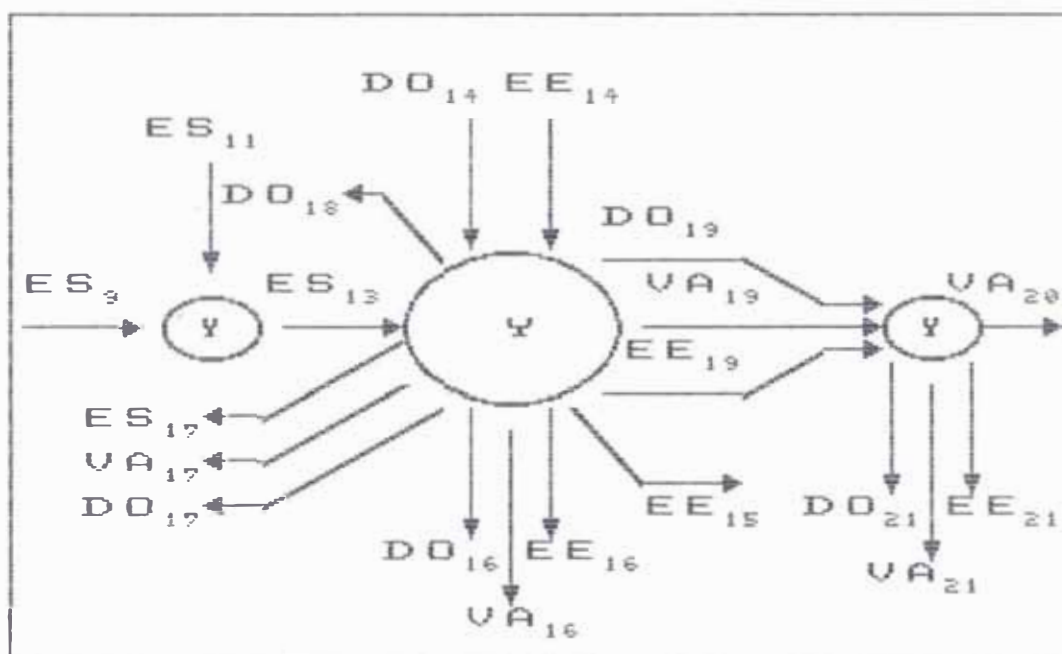 DO₁₄ EE₁₄
ES₁₁
DO₁₈
DO₁₉
ES₉ ES₁₃ VA₁₉ VA₂₀
Y Y Y
EE₁₉
ES₁₇
VA₁₇
DO₁₇ EE₁₅ DO₂₁ EE₂₁
DO₁₆ EE₁₆
VA₂₁
VA₁₆